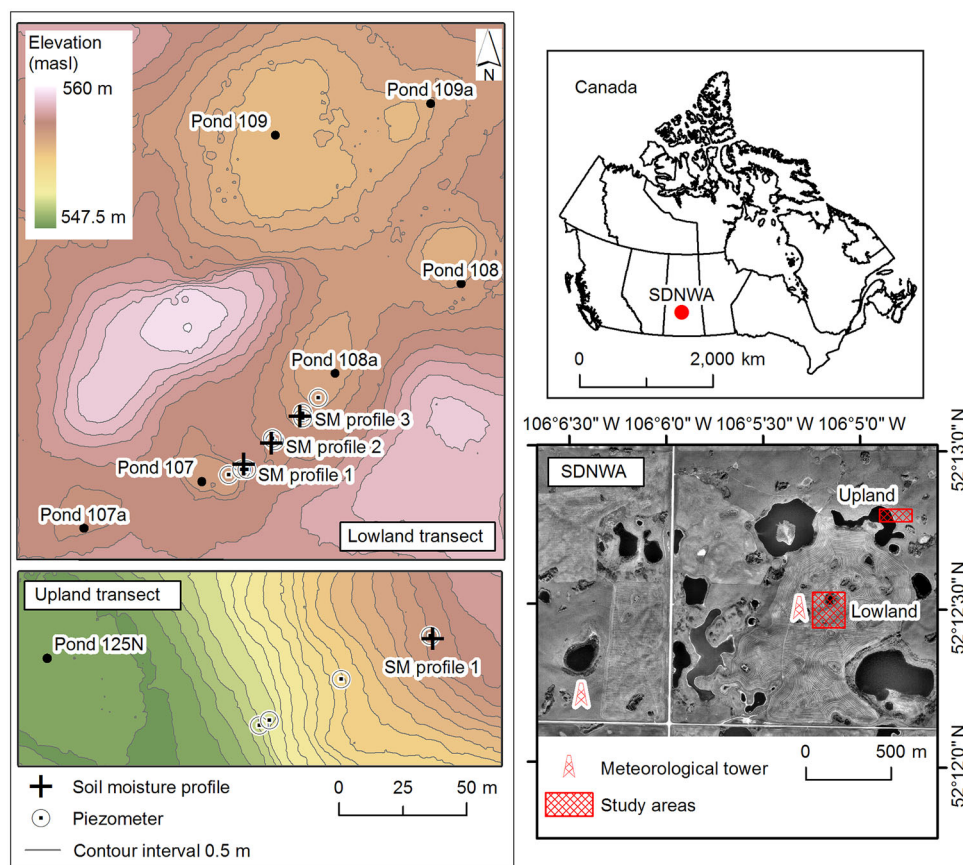 Elevation
(masl)
560 m
547.5 m
N
Pond 109a
Pond 109
Pond 108
Pond 108a
SM profile 3
SM profile 2
Pond 107
SM profile 1
Pond 107a
Lowland transect
Upland transect
Pond 125N
SM profile 1
Soil moisture profile
Piezometer
Contour interval 0.5 m
0 25 50 m
Canada
SDNWA
0 2,000 km
106°6'30" W 106°6'0" W 106°5'30" W 106°5'0" W
SDNWA
Upland
Lowland
52°13'0" N
52°12'30" N
52°12'0" N
0 500 m
Meteorological tower
Study areas